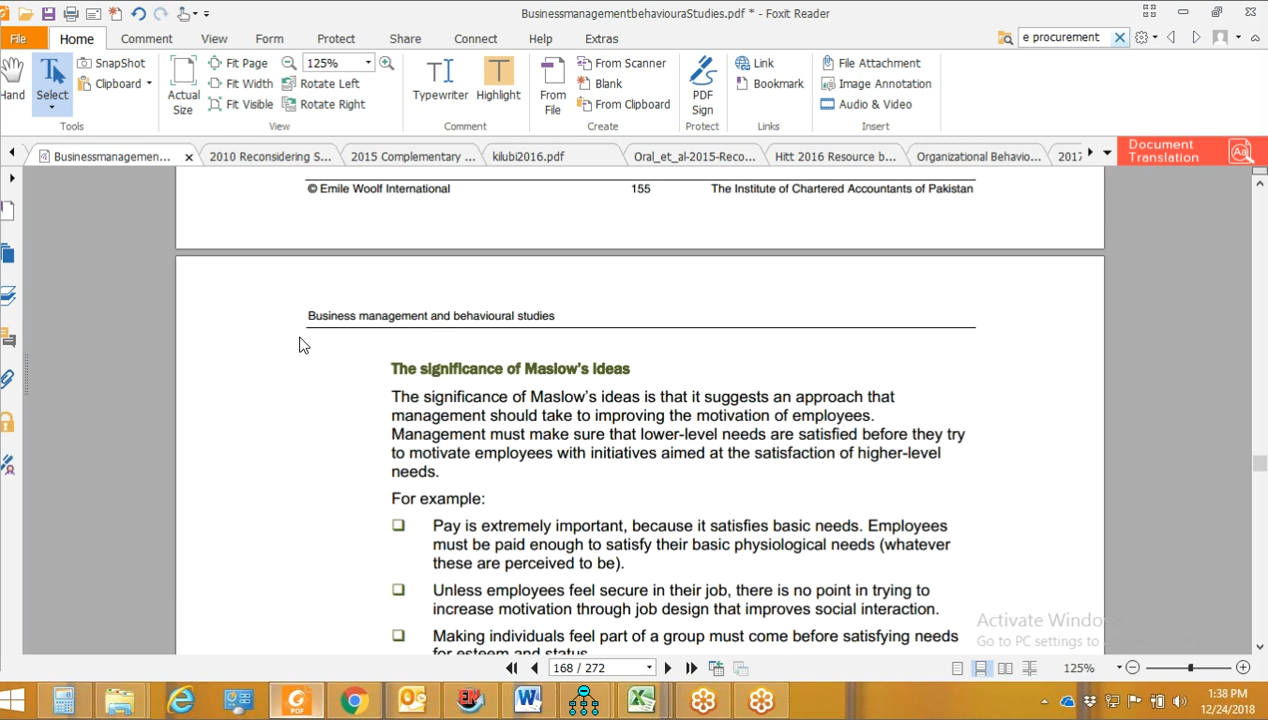 BusinessmanagementbehaviouraStudies.pdf * - Foxit Reader
File Home Comment View Form Protect Share Connect Help Extras
e procurement
Hand
Select
SnapShot
Clipboard
Tools
Actual Size
Fit Page
Fit Width
Fit Visible
125%
Rotate Left
Rotate Right
View
Typewriter
Highlight
Comment
From File
From Scanner
Blank
From Clipboard
Create
PDF Sign
Protect
Link
Bookmark
Links
File Attachment
Image Annotation
Audio & Video
Insert
Businessmanagemen... 2010 Reconsidering S... 2015 Complementary ... kilubi2016.pdf Oral_et_al-2015-Reco... Hitt 2016 Resource b... Organizational Behavio... 2017
Document Translation
© Emile Woolf International 155 The Institute of Chartered Accountants of Pakistan
Business management and behavioural studies
The significance of Maslow's ideas
The significance of Maslow's ideas is that it suggests an approach that
management should take to improving the motivation of employees.
Management must make sure that lower-level needs are satisfied before they try
to motivate employees with initiatives aimed at the satisfaction of higher-level
needs.
For example:
Pay is extremely important, because it satisfies basic needs. Employees
must be paid enough to satisfy their basic physiological needs (whatever
these are perceived to be).
Unless employees feel secure in their job, there is no point in trying to
increase motivation through job design that improves social interaction.
Making individuals feel part of a group must come before satisfying needs
for esteem and status.
Activate Windo
Go to PC settings to
168 / 272
125%
1:38 PM
12/24/2018